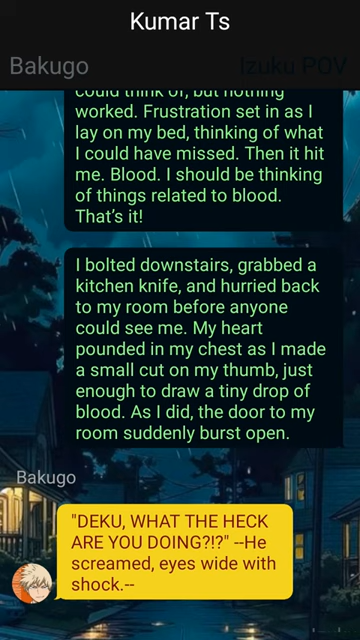 Kumar Ts
Bakugo
Izuku POV
could think of, but nothing
worked. Frustration set in as I
lay on my bed, thinking of what
I could have missed. Then it hit
me. Blood. I should be thinking
of things related to blood.
That's it!
I bolted downstairs, grabbed a
kitchen knife, and hurried back
to my room before anyone
could see me. My heart
pounded in my chest as I made
a small cut on my thumb, just
enough to draw a tiny drop of
blood. As I did, the door to my
room suddenly burst open.
Bakugo
"DEKU, WHAT THE HECK
ARE YOU DOING?!?" --He
screamed, eyes wide with
shock.--